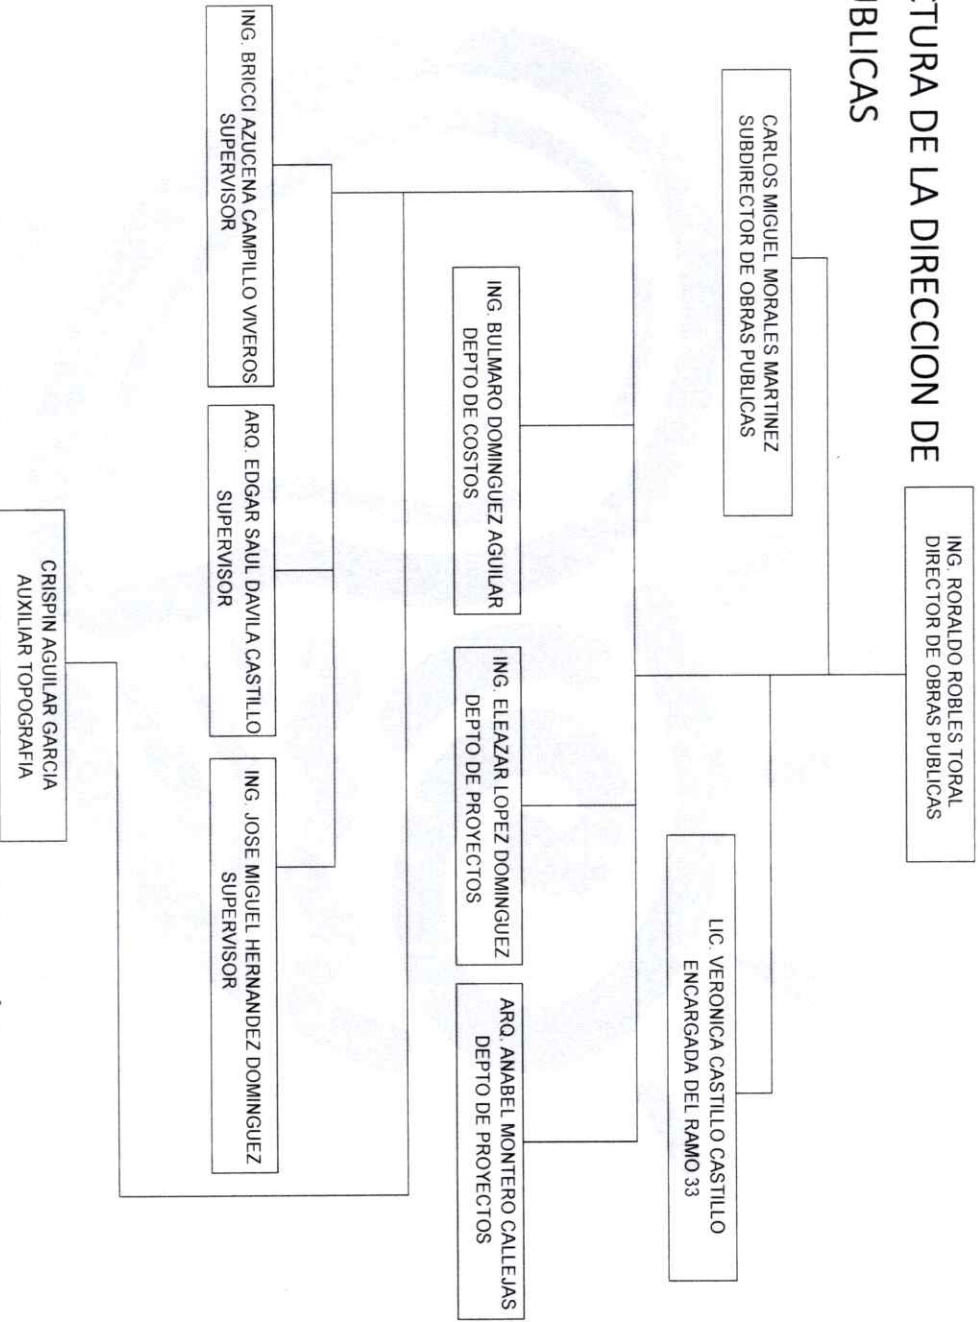 DE LA DIRECCION DE
ING. RORALDO ROBLES TORAL
DIRECTOR DE OBRAS PUBLICAS
CARLOS MIGUEL MORALES MARTINEZ
SUBDIRECTOR DE OBRAS PUBLICAS
LIC. VERONICA CASTILLO CASTILLO
ENCARGADA DEL RAMO 33
ING. BULMARO DOMINGUEZ AGUILAR
DEPTO DE COSTOS
ING. ELEAZAR LOPEZ DOMINGUEZ
DEPTO DE PROYECTOS
ARQ. ANABEL MONTERO CALLEJAS
DEPTO DE PROYECTOS
ING. BRICCI AZUCENA CAMPILLO VIVEROS
SUPERVISOR
ARQ. EDGAR SAUL DAVILA CASTILLO
SUPERVISOR
ING. JOSE MIGUEL HERNANDEZ DOMINGUEZ
SUPERVISOR
CRISPIN AGUILAR GARCIA
AUXILIAR TOPOGRAFIA